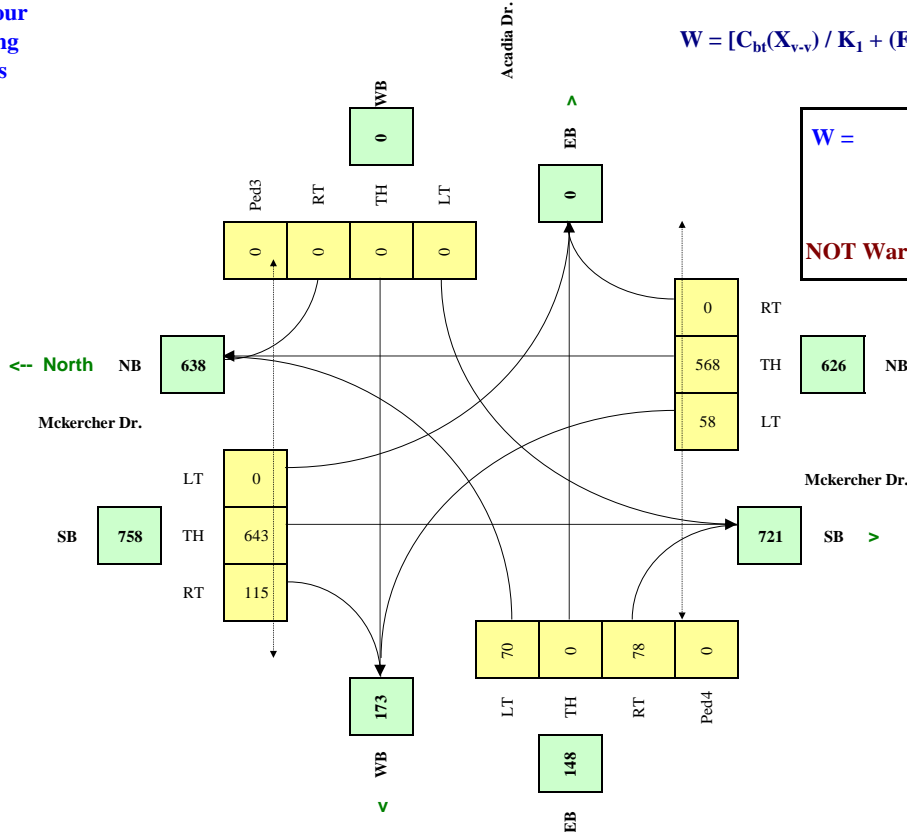 our
ng
s
Acadia Dr.
W = [Cbt(Xv-v) / K1 + (F
W =
NOT War
WB
0
EB
0
^
Ped3
RT
TH
LT
0
0
0
0
0
RT
568
TH
58
LT
626
NB
<-- North
NB
638
Mckercher Dr.
LT
0
SB
758
TH
643
RT
115
Mckercher Dr.
721
SB
>
70
0
78
0
LT
TH
RT
Ped4
173
WB
v
148
EB